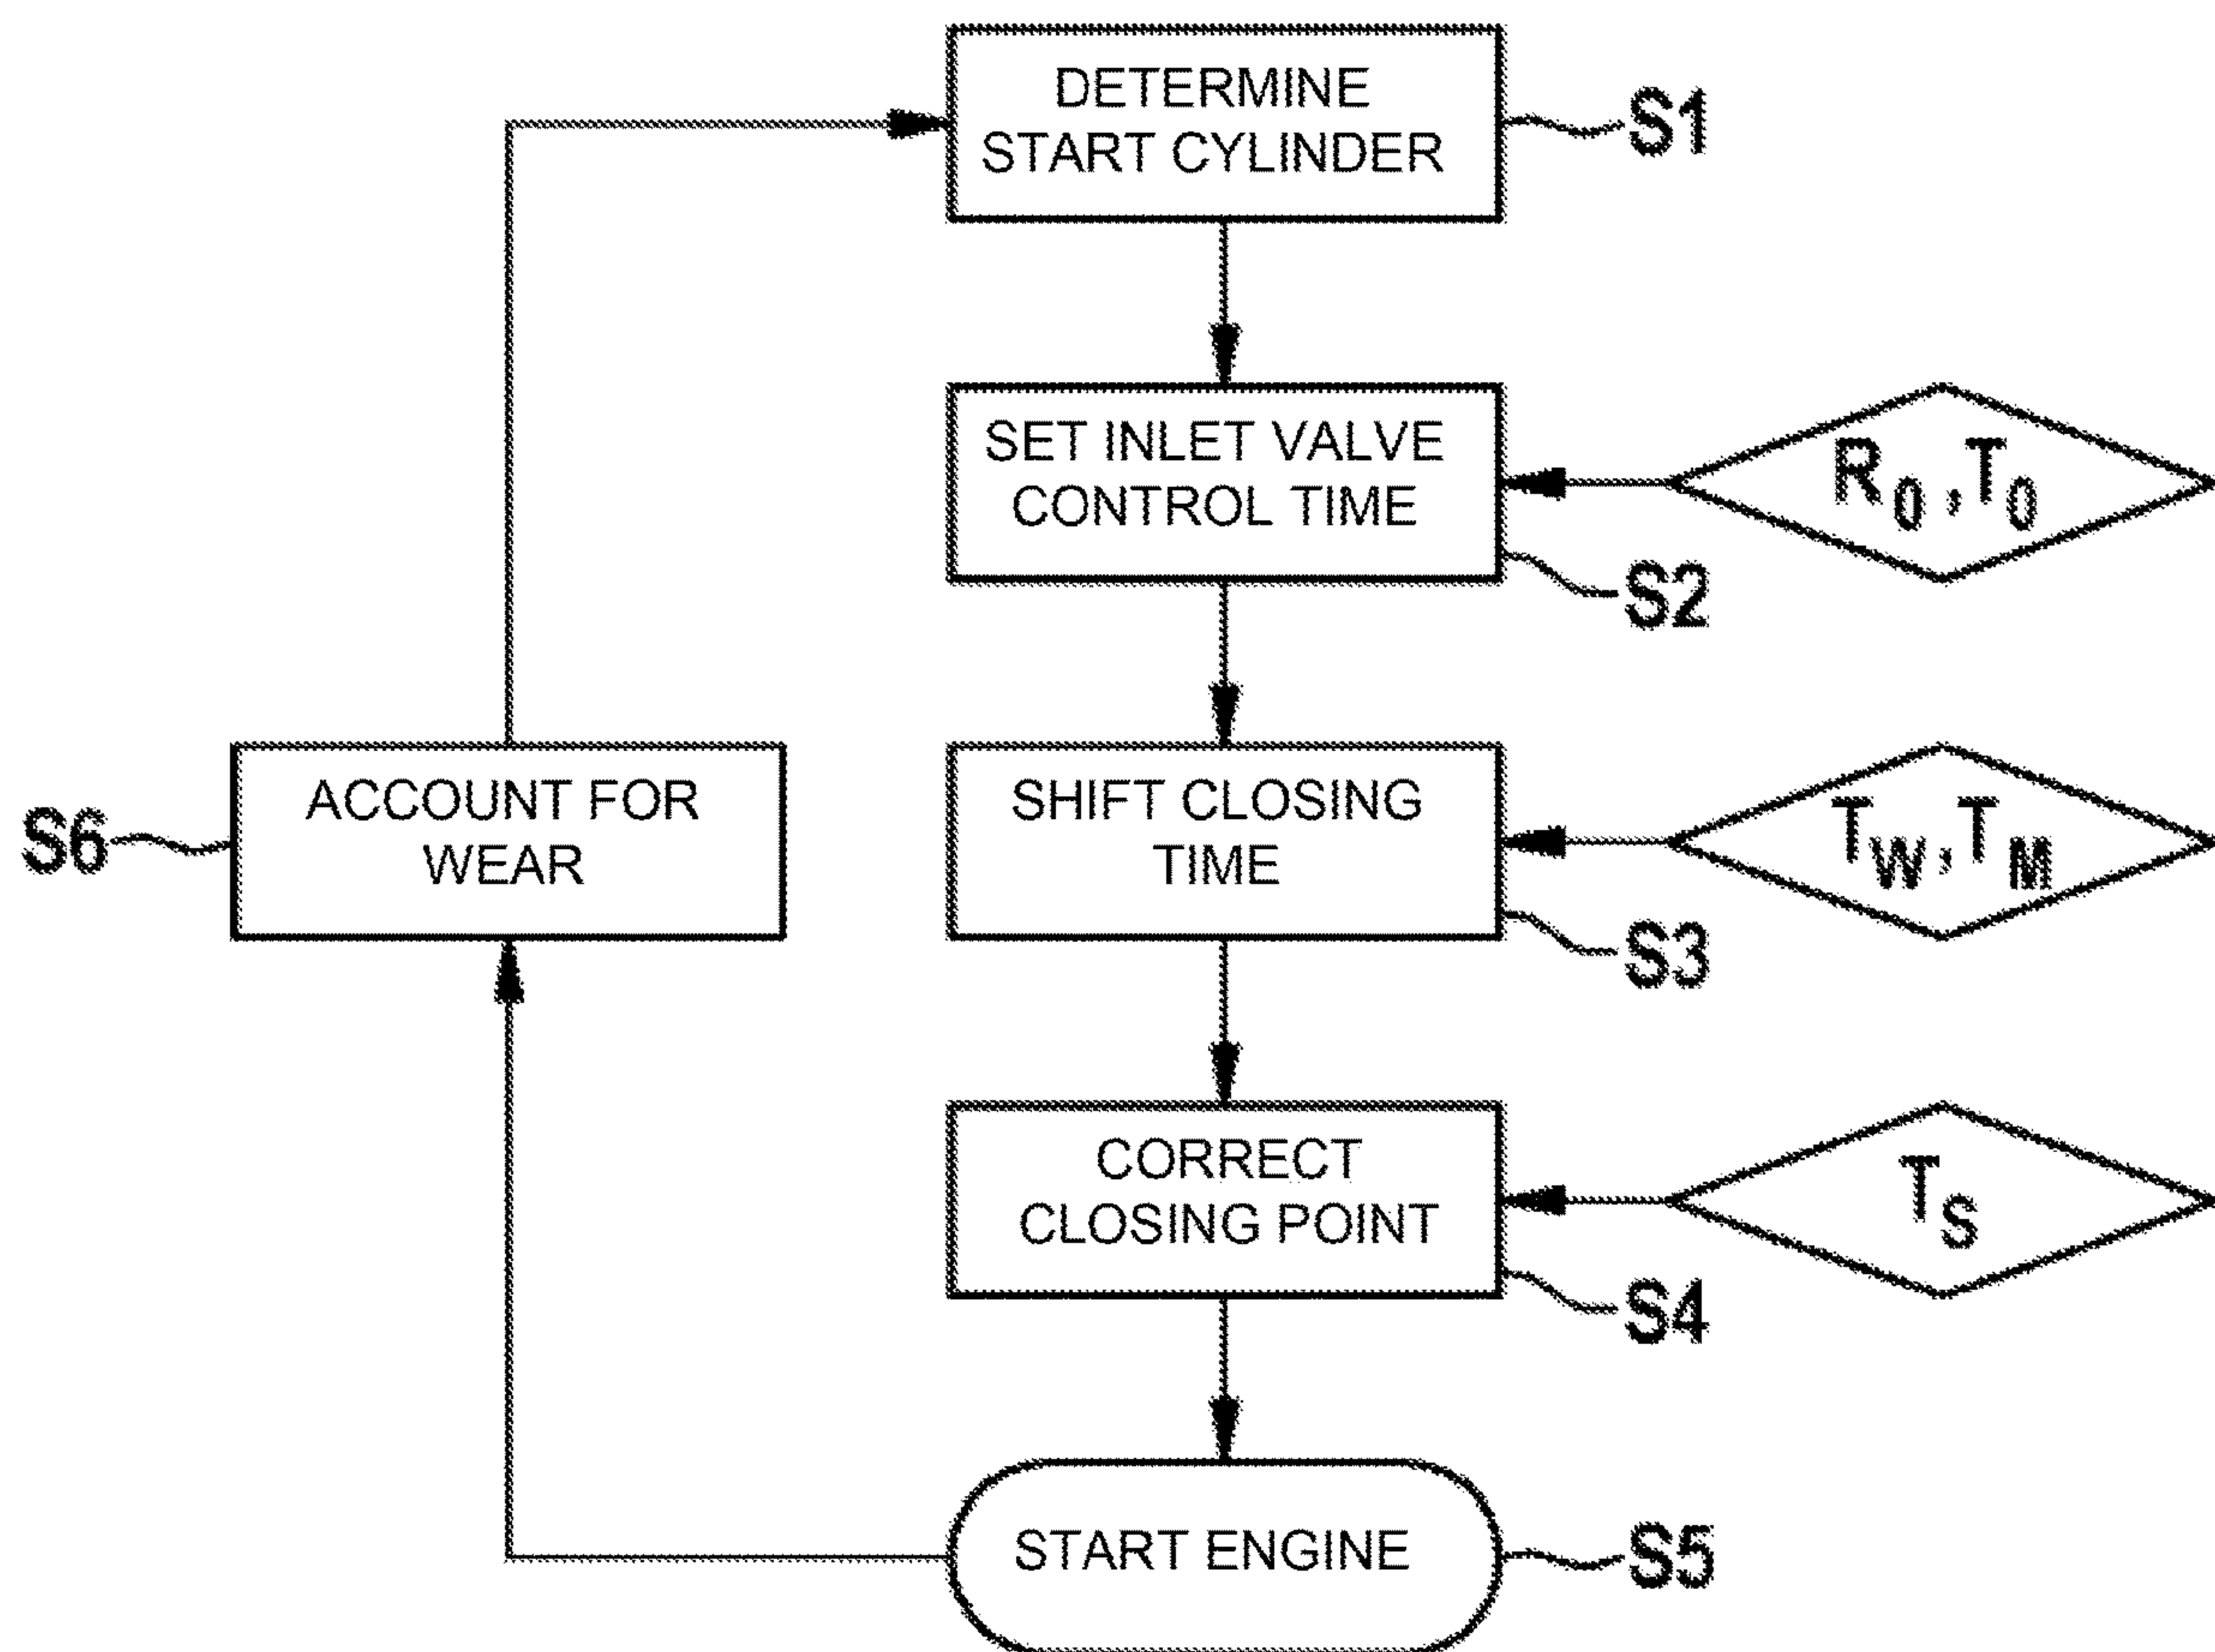 DETERMINE
START CYLINDER
S1
SET INLET VALVE
CONTROL TIME
R0, T0
S2
ACCOUNT FOR
WEAR
S6
SHIFT CLOSING
TIME
TW, TM
S3
CORRECT
CLOSING POINT
TS
S4
START ENGINE
S5